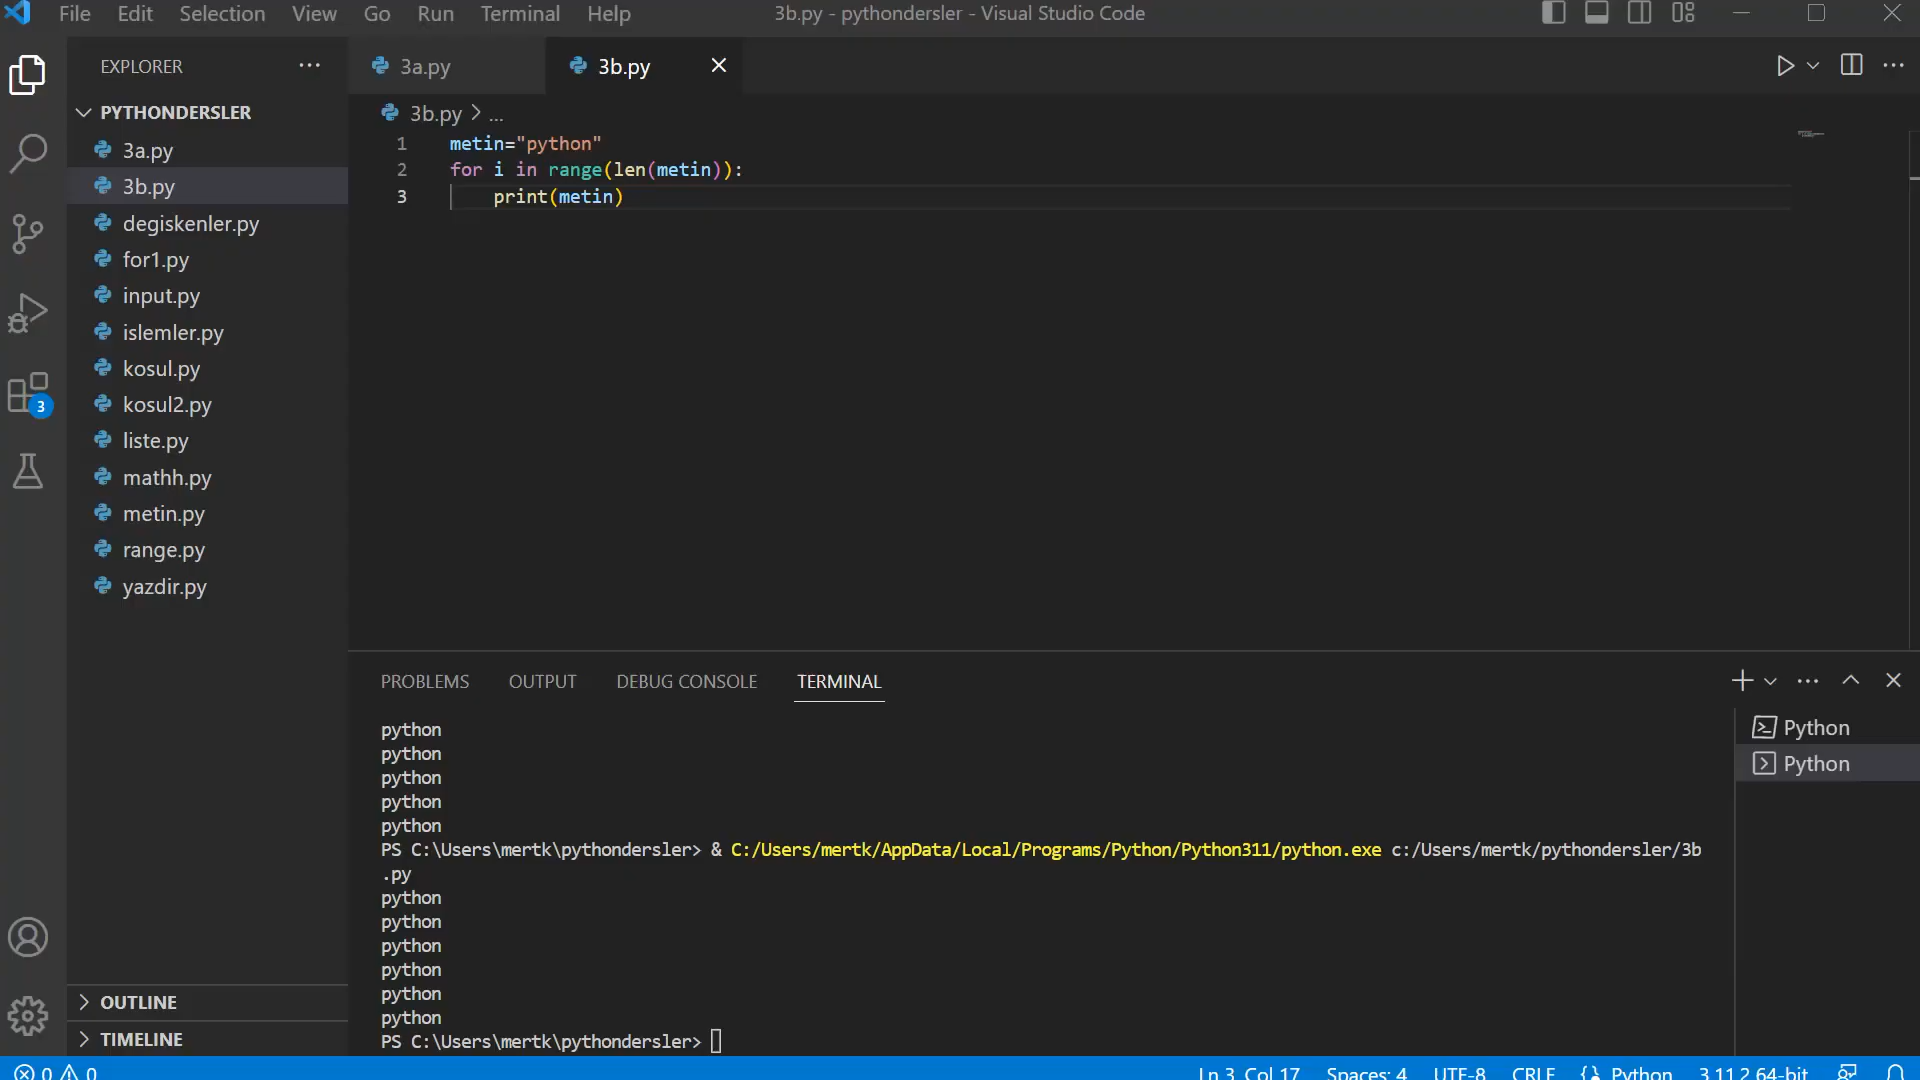 File Edit Selection View Go Run Terminal Help 3b.py - pythondersler - Visual Studio Code
EXPLORER
3a.py
3b.py
PYTHONDERSLER
3a.py
3b.py
degiskenler.py
for1.py
input.py
islemler.py
kosul.py
kosul2.py
liste.py
mathh.py
metin.py
range.py
yazdir.py
OUTLINE
TIMELINE
3
3b.py > ...
1 metin="python"
2 for i in range(len(metin)):
3 print(metin)
PROBLEMS OUTPUT DEBUG CONSOLE TERMINAL
python
python
python
python
python
PS C:\Users\mertk\pythondersler> & C:/Users/mertk/AppData/Local/Programs/Python/Python311/python.exe c:/Users/mertk/pythondersler/3b
.py
python
python
python
python
python
python
PS C:\Users\mertk\pythondersler>
Python
Python
0 0 Ln 3, Col 17 Spaces: 4 UTF-8 CRLF Python 3.11.2 64-bit